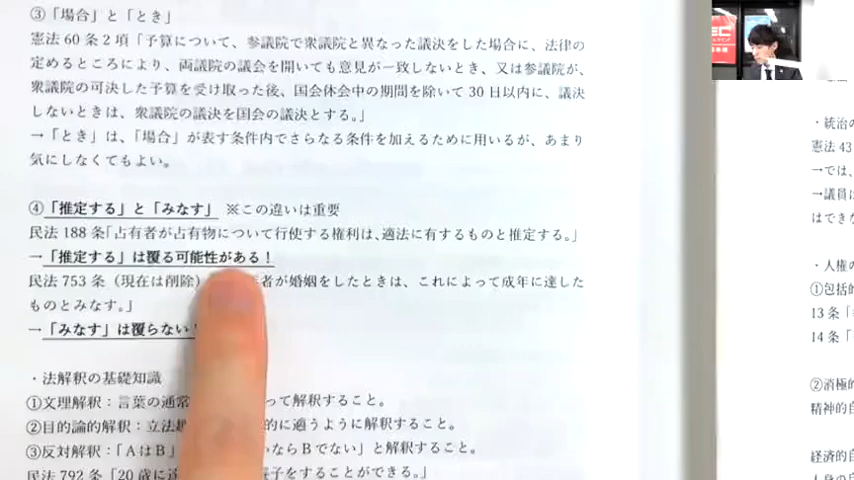 ③「場合」と「とき」
憲法60条2項「予算について、参議院で衆議院と異なった議決をした場合に、法律の
定めるところにより、両議院の議会を開いても意見が一致しないとき、又は参議院が、
衆議院の可決した予算を受け取った後、国会休会中の期間を除いて30日以内に、議決
しないときは、衆議院の議決を国会の議決とする。」
→「とき」は、「場合」が表す条件内でさらなる条件を加えるために用いるが、あまり
気にしなくてもよい。
④「推定する」と「みなす」 ※この違いは重要
民法188条「占有者が占有物について行使する権利は、適法に有するものと推定する。」
→「推定する」は覆る可能性がある！
民法753条（現在は削除） 者が婚姻をしたときは、これによって成年に達した
ものとみなす。」
→「みなす」は覆らない
・法解釈の基礎知識
①文理解釈：言葉の通常 って解釈すること。
②目的論的解釈：立法 的に適うように解釈すること。
③反対解釈：「AはB」 ならBでない」と解釈すること。
民法792条「20歳に 養子をすることができる。」
・統治の
憲法43
→では、
→議員は
はできな
・人権の
①包括的
13条「
14条「
②消極的
精神的自
経済的自